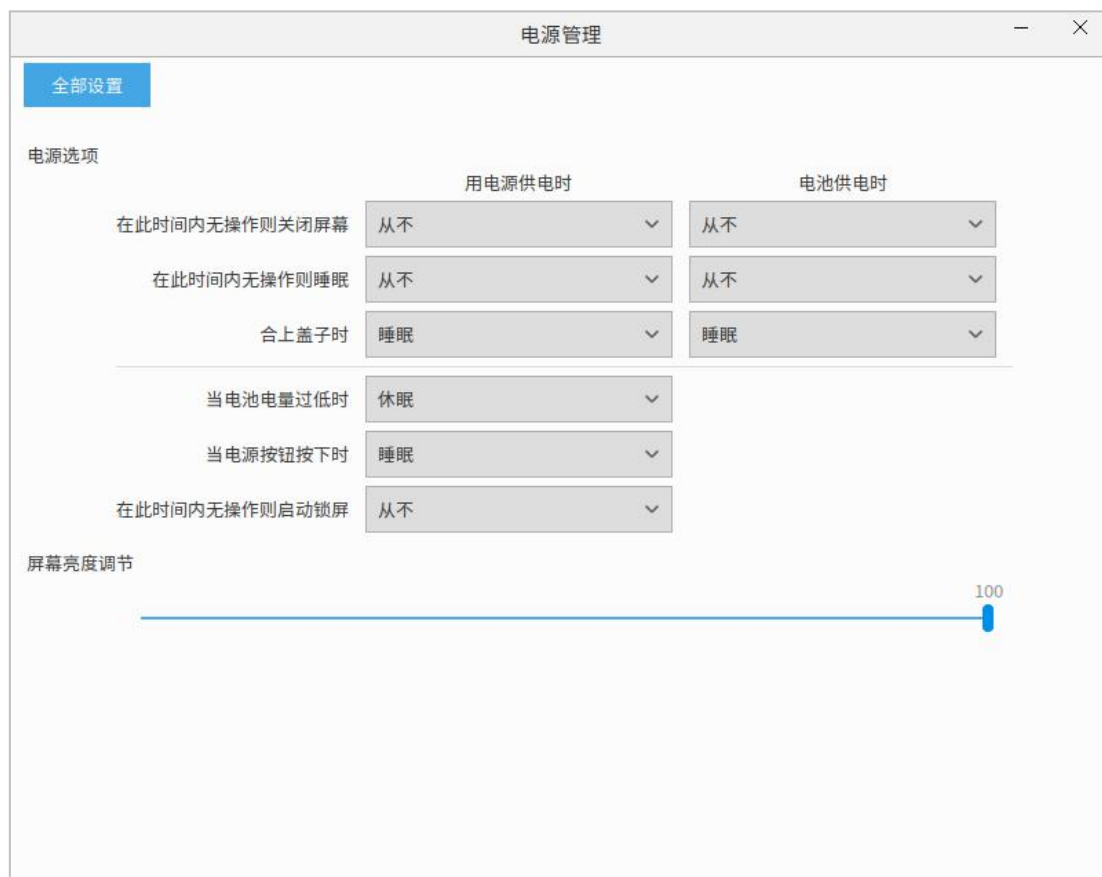 电源管理
全部设置
电源选项
用电源供电时 电池供电时
在此时间内无操作则关闭屏幕 从不 从不
在此时间内无操作则睡眠 从不 从不
合上盖子时 睡眠 睡眠
当电池电量过低时 休眠
当电源按钮按下时 睡眠
在此时间内无操作则启动锁屏 从不
屏幕亮度调节
100